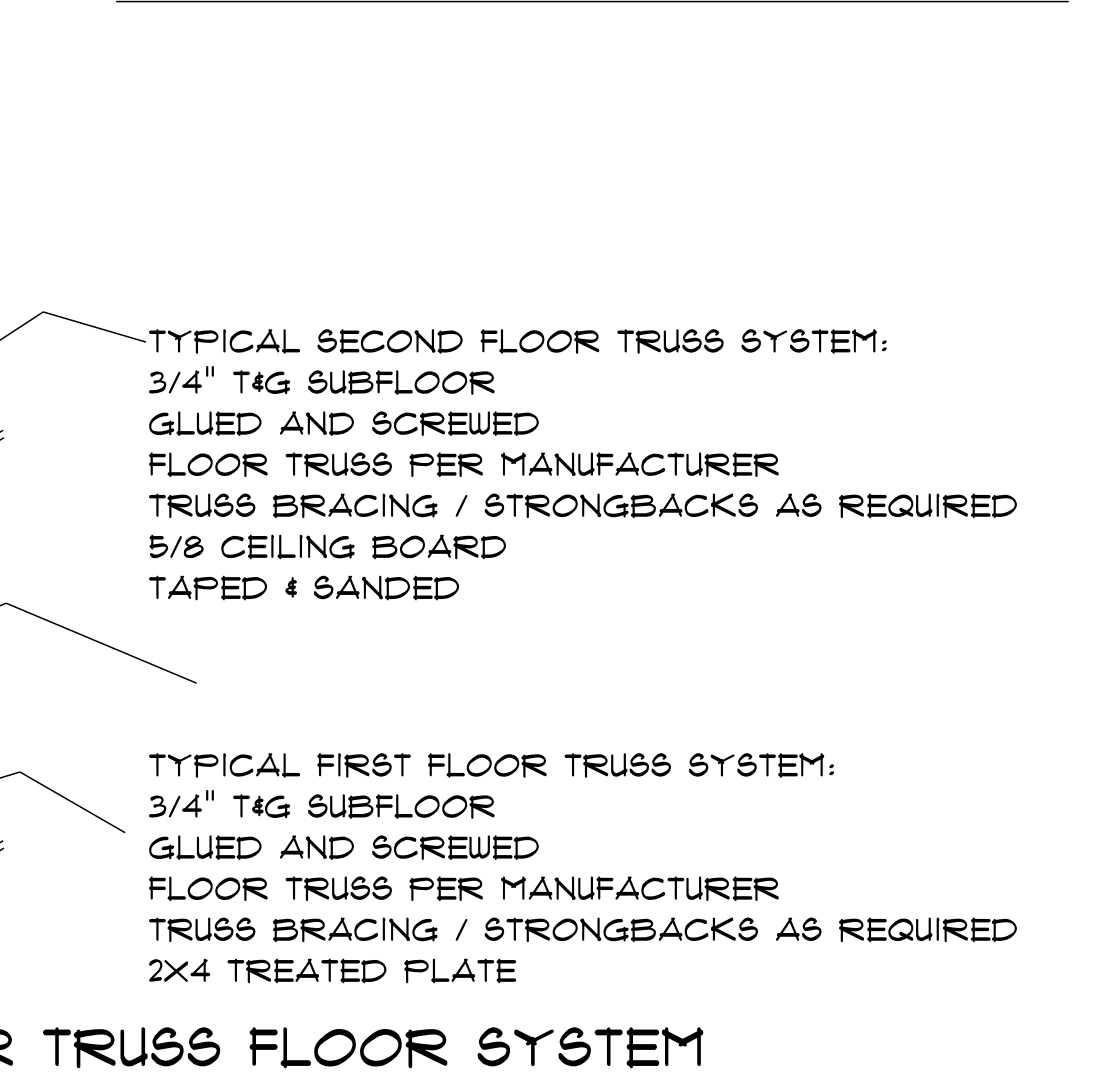 TYPICAL SECOND FLOOR TRUSS SYSTEM:
3/4" T&G SUBFLOOR
GLUED AND SCREWED
FLOOR TRUSS PER MANUFACTURER
TRUSS BRACING / STRONGBACKS AS REQUIRED
5/8 CEILING BOARD
TAPED & SANDED
TYPICAL FIRST FLOOR TRUSS SYSTEM:
3/4" T&G SUBFLOOR
GLUED AND SCREWED
FLOOR TRUSS PER MANUFACTURER
TRUSS BRACING / STRONGBACKS AS REQUIRED
2X4 TREATED PLATE
TRUSS FLOOR SYSTEM